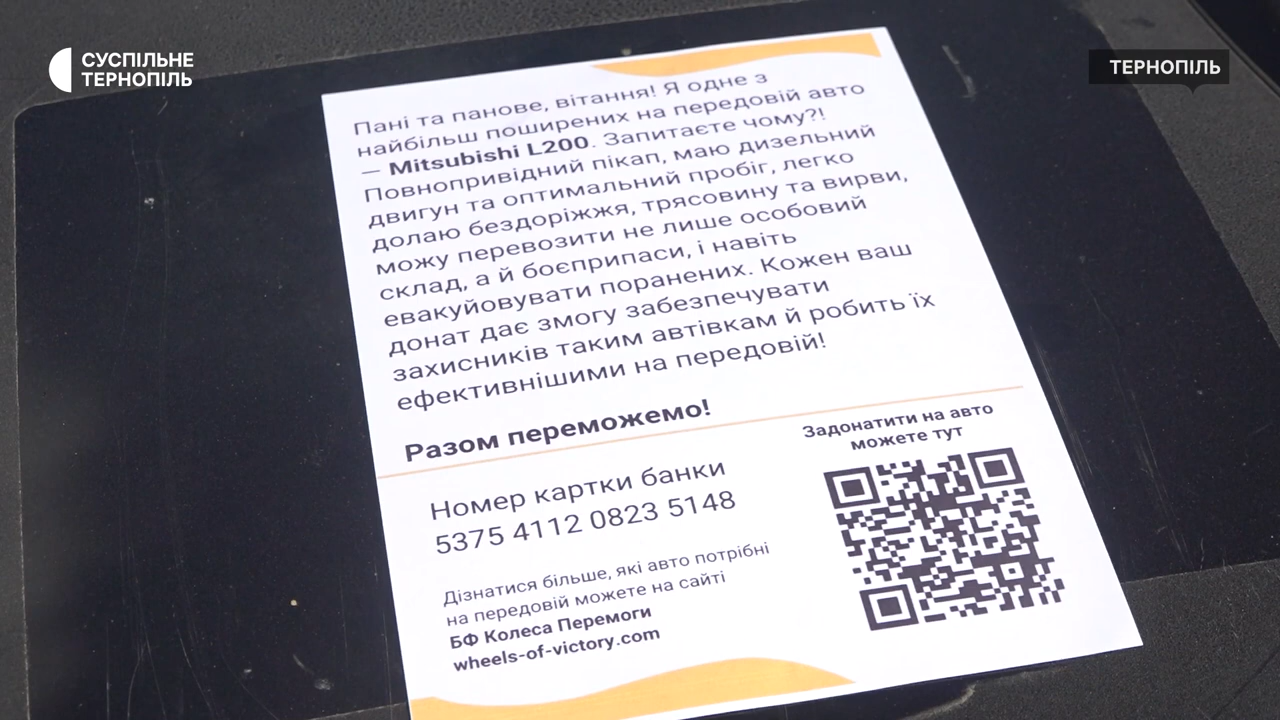 СУСПІЛЬНЕ
ТЕРНОПІЛЬ
ТЕРНОПІЛЬ
Пані та панове, вітання! Я одне з
найбільш поширених на передовій авто
— Mitsubishi L200. Запитаєте чому?!
Повнопривідний пікап, маю дизельний
двигун та оптимальний пробіг, легко
долаю бездоріжжя, трясовину та вирви,
можу перевозити не лише особовий
склад, а й боєприпаси, і навіть
евакуйовувати поранених. Кожен ваш
донат дає змогу забезпечувати
захисників таким автівкам й робить їх
ефективнішими на передовій!
Разом переможемо!
Номер картки банки
5375 4112 0823 5148
Дізнатися більше, які авто потрібні
на передовій можете на сайті
БФ Колеса Перемоги
wheels-of-victory.com
Задонатити на авто
можете тут